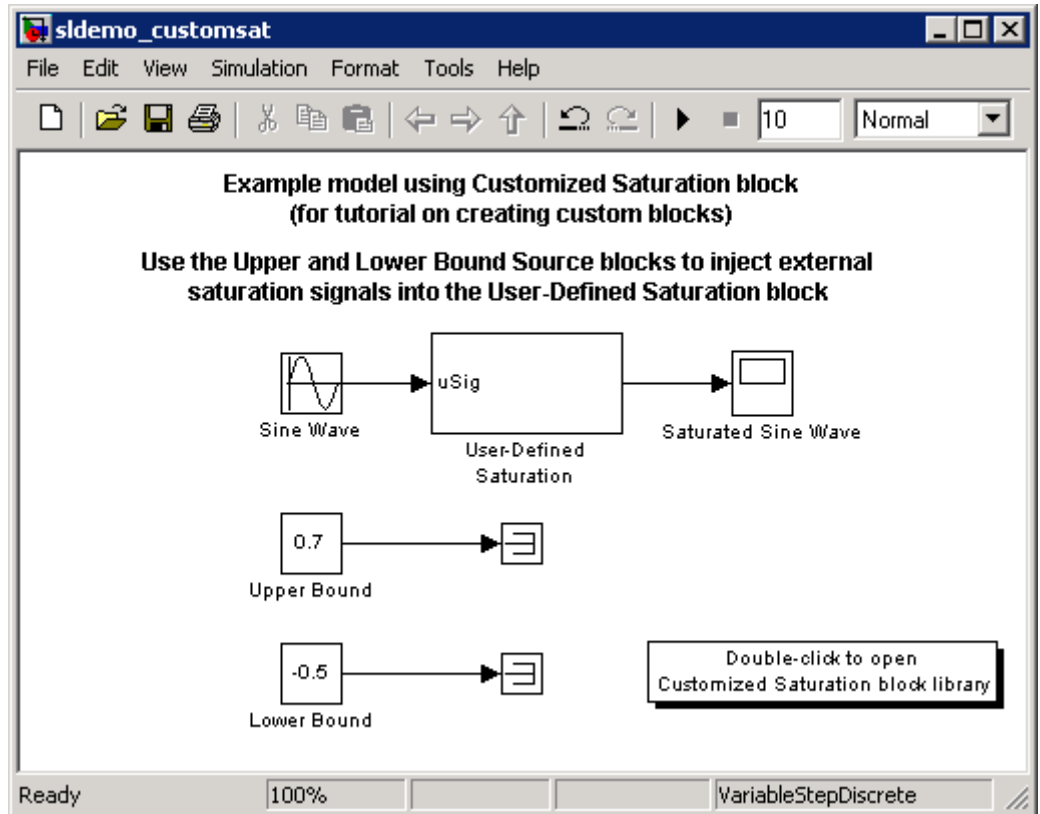 sldemo_customsat
File Edit View Simulation Format Tools Help
10 Normal
Example model using Customized Saturation block
(for tutorial on creating custom blocks)
Use the Upper and Lower Bound Source blocks to inject external
saturation signals into the User-Defined Saturation block
uSig
Sine Wave
User-Defined
Saturation
Saturated Sine Wave
0.7
Upper Bound
-0.5
Lower Bound
Double-click to open
Customized Saturation block library
Ready 100% VariableStepDiscrete